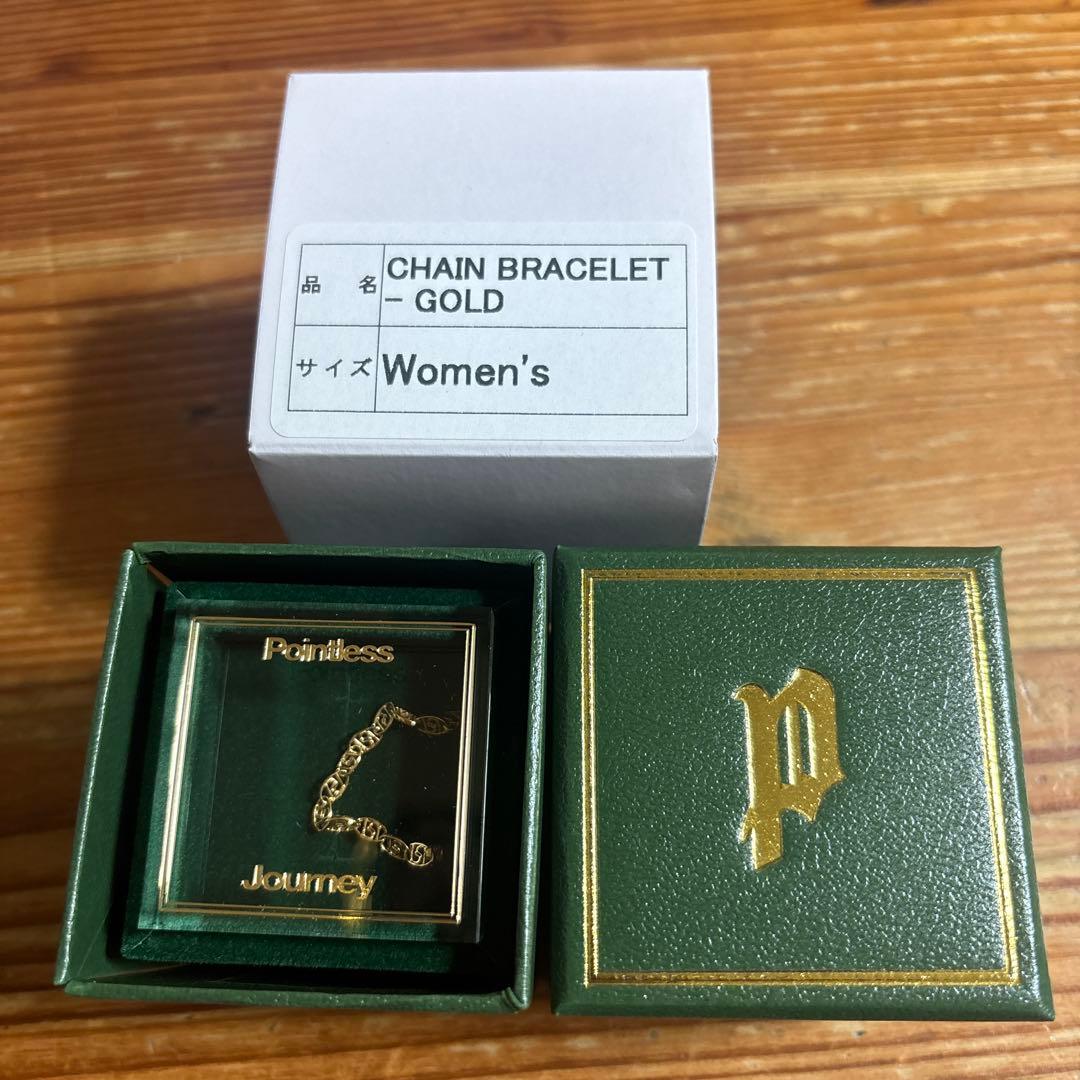 品 名 CHAIN BRACELET
- GOLD
サイズ Women's
Pointless
Journey
p